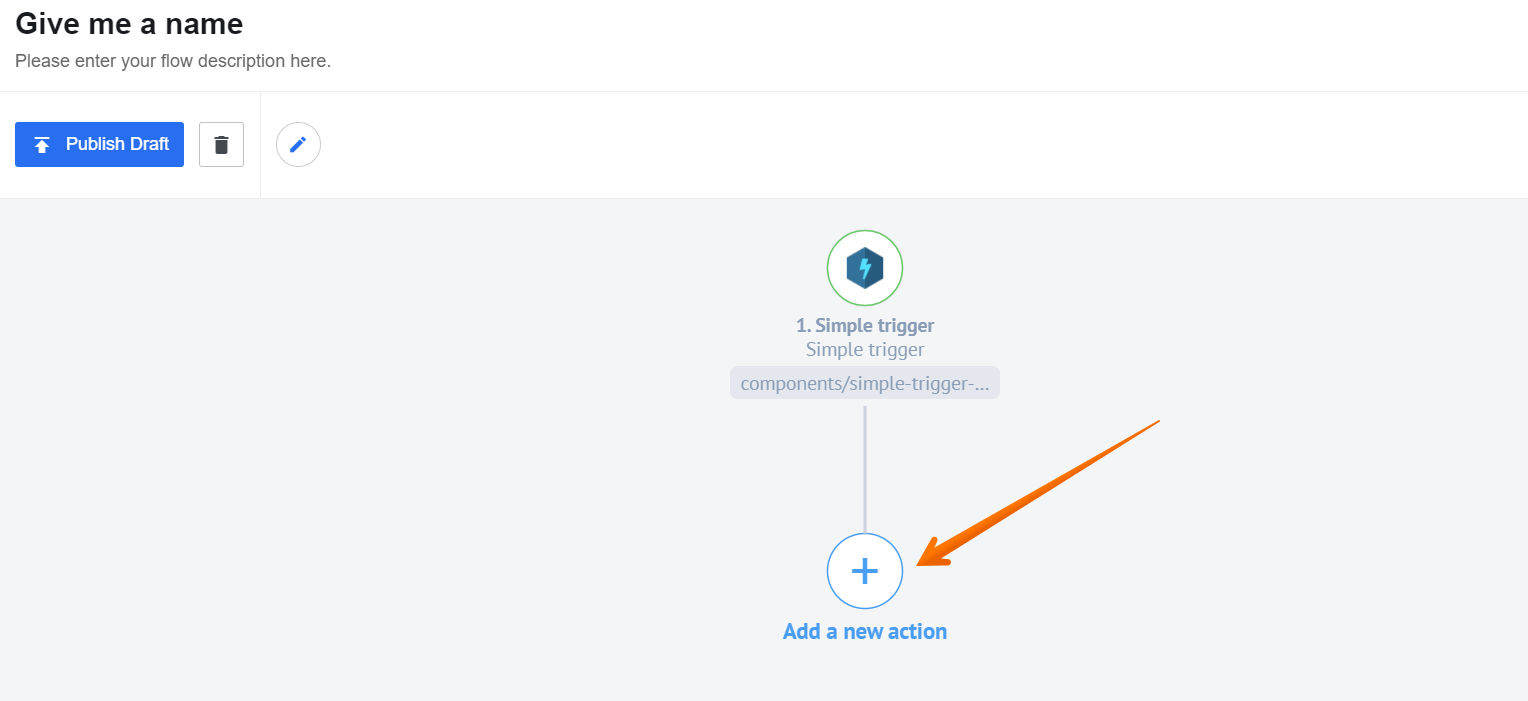 Give me a name
Please enter your flow description here.
Publish Draft
1. Simple trigger
Simple trigger
components/simple-trigger-...
Add a new action